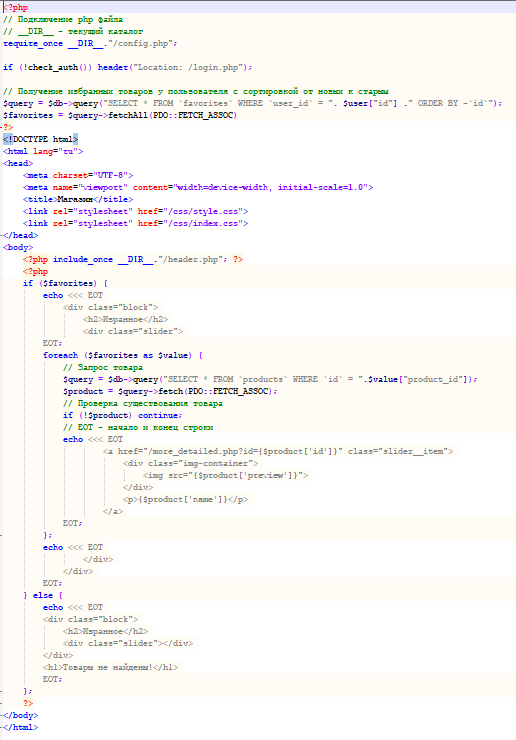 <?php
// Подключение php файла
// __DIR__ - текущий каталог
require_once __DIR__."/config.php";
if (!check_auth()) header("Location: /login.php");
// Получение избранных товаров у пользователя с сортировкой от новых к старым
$query = $db->query("SELECT * FROM `favorites` WHERE `user_id` = ". $user["id"] ." ORDER BY -`id`");
$favorites = $query->fetchAll(PDO::FETCH_ASSOC)
?>
<!DOCTYPE html>
<html lang="ru">
<head>
<meta charset="UTF-8">
<meta name="viewport" content="width=device-width, initial-scale=1.0">
<title>Магазин</title>
<link rel="stylesheet" href="/css/style.css">
<link rel="stylesheet" href="/css/index.css">
</head>
<body>
<?php include_once __DIR__."/header.php"; ?>
<?php
if ($favorites) {
echo <<< EOT
<div class="block">
<h2>Изранное</h2>
<div class="slider">
EOT;
foreach ($favorites as $value) {
// Запрос товара
$query = $db->query("SELECT * FROM `products` WHERE `id` = ".$value["product_id"]);
$product = $query->fetch(PDO::FETCH_ASSOC);
// Проверка существования товара
if (!$product) continue;
// EOT - начало и конец строки
echo <<< EOT
<a href="/more_detailed.php?id={$product['id']}" class="slider__item">
<div class="img-container">
<img src="{$product['preview']}">
</div>
<p>{$product['name']}</p>
</a>
EOT;
};
echo <<< EOT
</div>
</div>
EOT;
} else {
echo <<< EOT
<div class="block">
<h2>Изранное</h2>
<div class="slider"></div>
</div>
<h1>Товары не найдены!</h1>
EOT;
};
?>
</body>
</html>